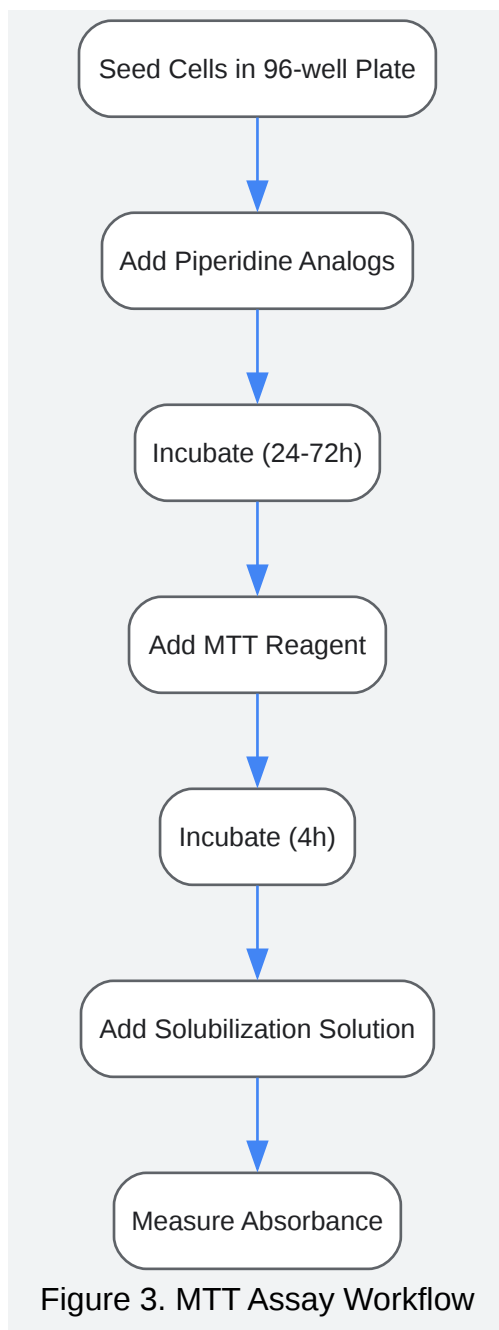 Seed Cells in 96-well Plate
Add Piperidine Analogs
Incubate (24-72h)
Add MTT Reagent
Incubate (4h)
Add Solubilization Solution
Measure Absorbance
Figure 3. MTT Assay Workflow